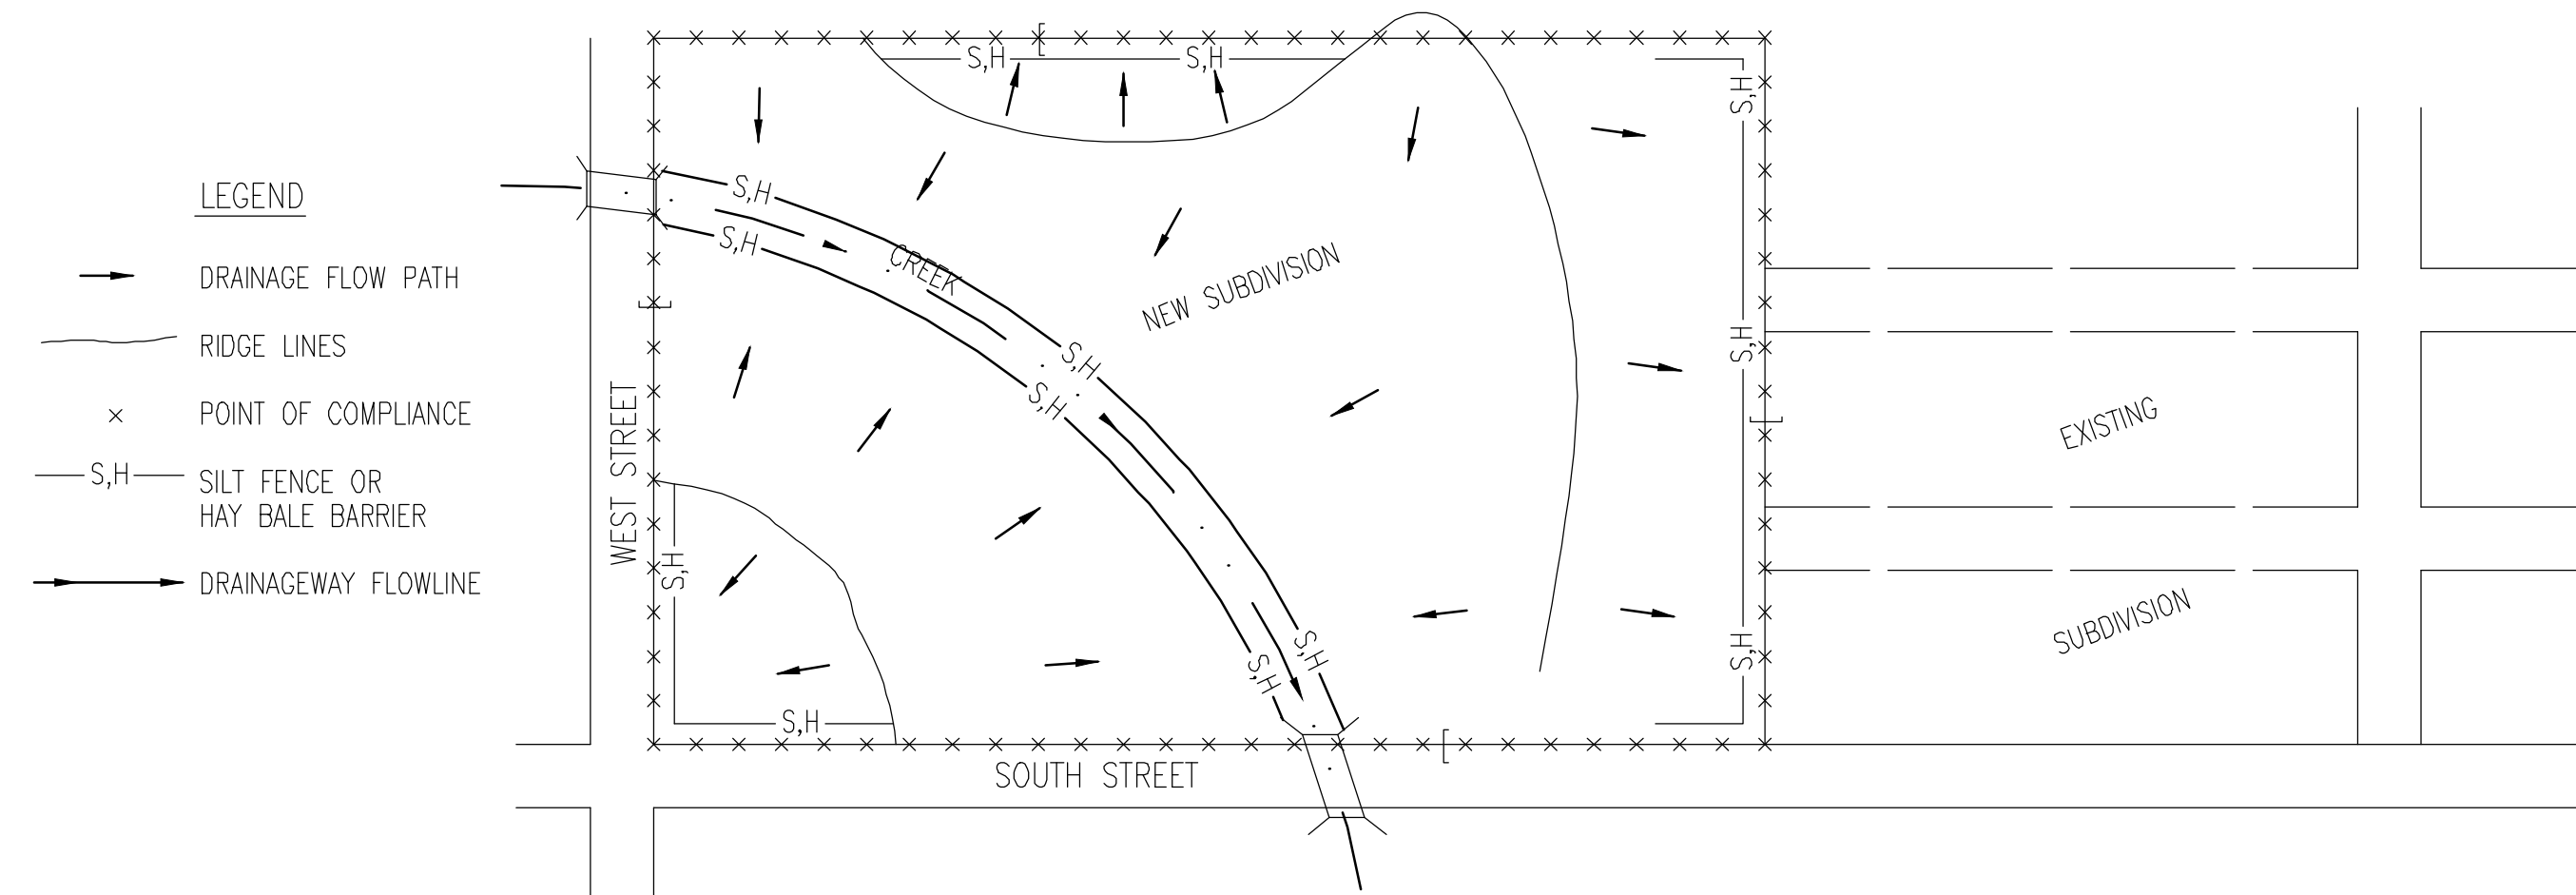 LEGEND
DRAINAGE FLOW PATH
RIDGE LINES
POINT OF COMPLIANCE
S,H
SILT FENCE OR
HAY BALE BARRIER
DRAINAGEWAY FLOWLINE
S,H
S,H
S,H
S,H
S,H
CREEK
NEW SUBDIVISION
S,H
S,H
S,H
WEST STREET
EXISTING
S,H
SUBDIVISION
S,H
S,H
S,H
S,H
SOUTH STREET